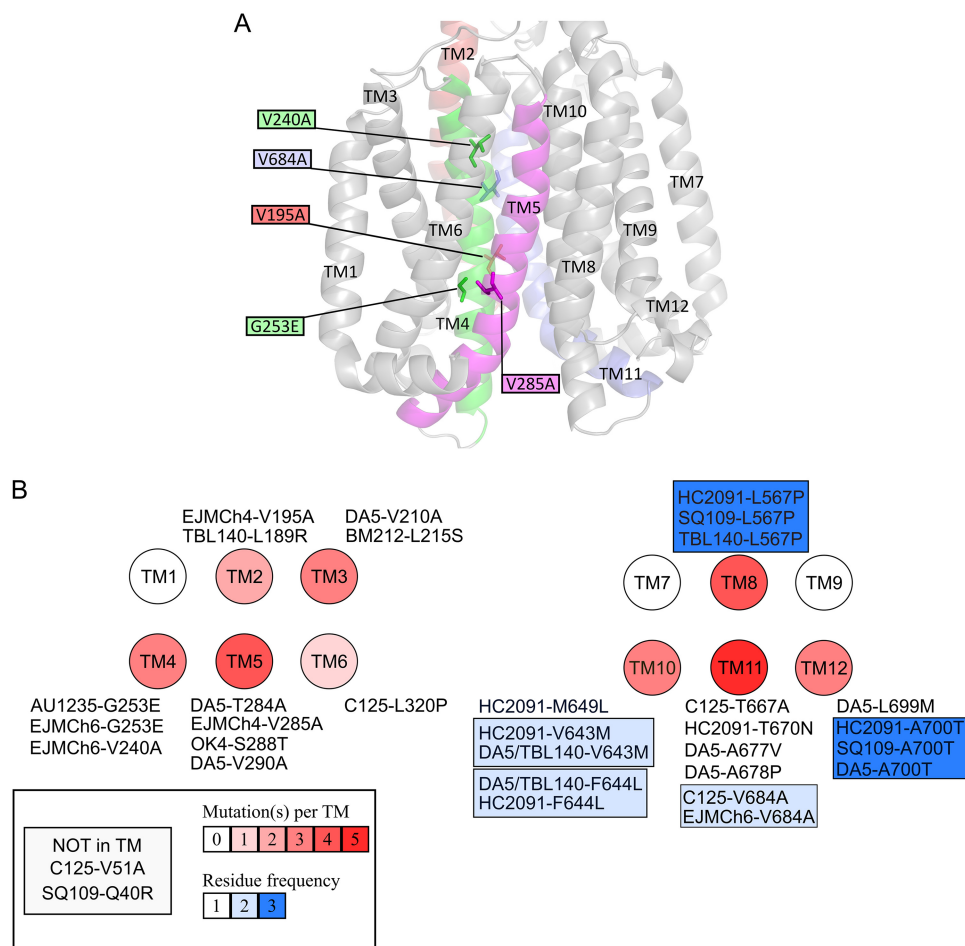 A
TM2
TM3
TM10
V240A
V684A
TM7
V195A
TM5
TM6
TM9
TM1
TM8
TM12
G253E
TM4
TM11
V285A
B
EJMCh4-V195A
TBL140-L189R
DA5-V210A
BM212-L215S
TM1
TM2
TM3
TM4
TM5
TM6
AU1235-G253E
EJMCh6-G253E
EJMCh6-V240A
DA5-T284A
EJMCh4-V285A
OK4-S288T
DA5-V290A
C125-L320P
HC2091-L567P
SQ109-L567P
TBL140-L567P
TM7
TM8
TM9
TM10
TM11
TM12
HC2091-M649L
HC2091-V643M
DA5/TBL140-V643M
DA5/TBL140-F644L
HC2091-F644L
C125-T667A
HC2091-T670N
DA5-A677V
DA5-A678P
C125-V684A
EJMCh6-V684A
DA5-L699M
HC2091-A700T
SQ109-A700T
DA5-A700T
NOT in TM
C125-V51A
SQ109-Q40R
Mutation(s) per TM
0 1 2 3 4 5
Residue frequency
1 2 3